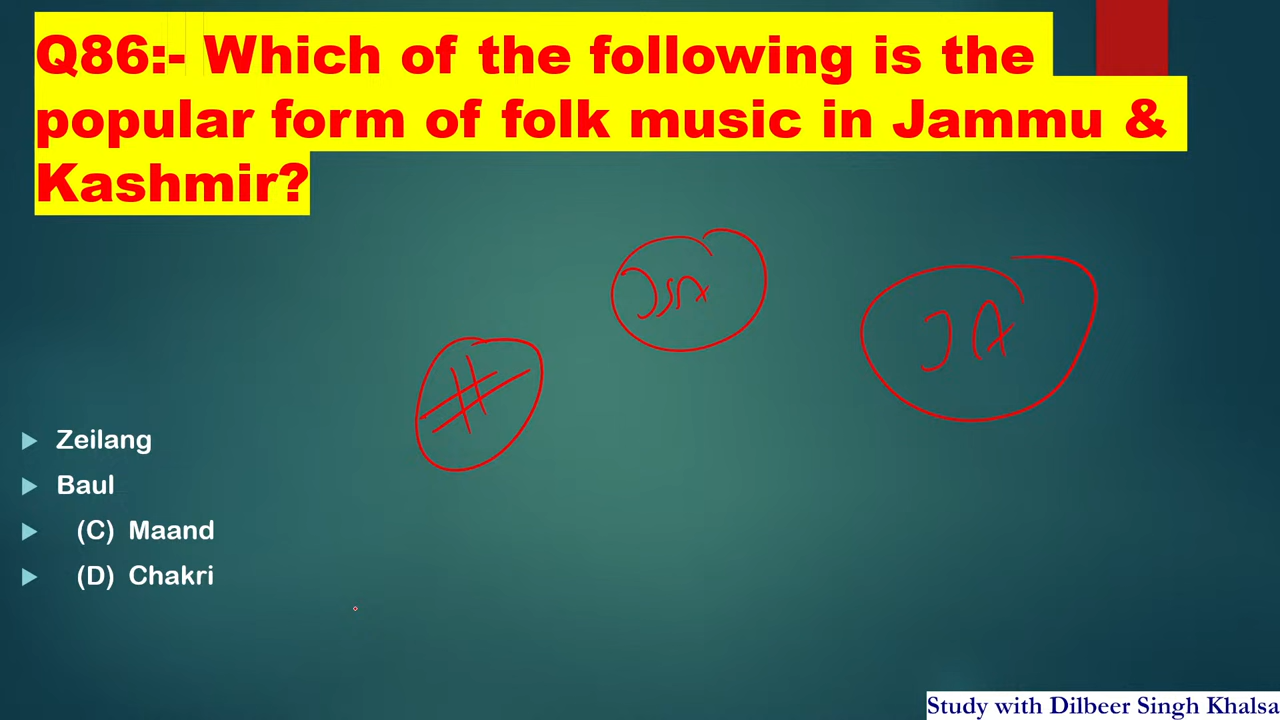 Q86:- Which of the following is the
popular form of folk music in Jammu &
Kashmir?
Zeilang
Baul
(C) Maand
(D) Chakri
Study with Dilbeer Singh Khalsa